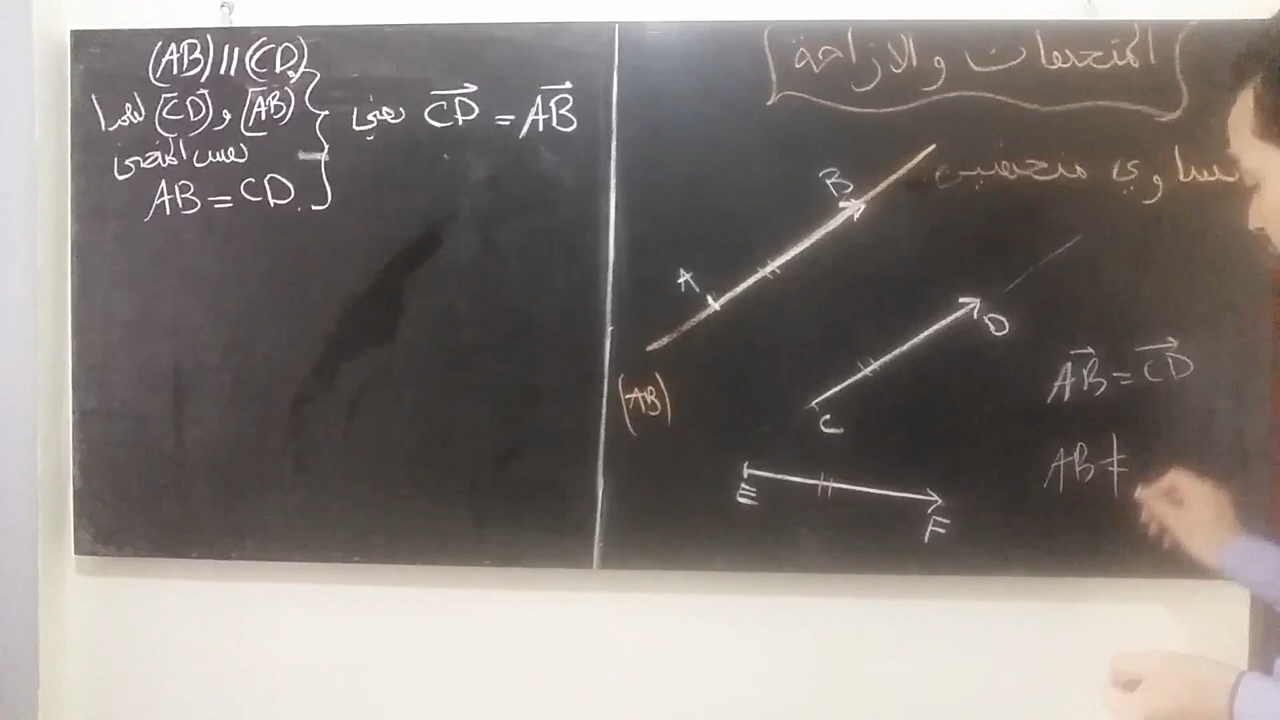 المتجهات والازاحة
تساوي متجهتين
B
A
D
(AB)
C
E
F
AB⃗ = CD⃗
AB ≠
CD⃗ = AB⃗ يعني
(AB) // (CD)
[AB) و [CD) لهما
نفس المنحى
AB = CD.